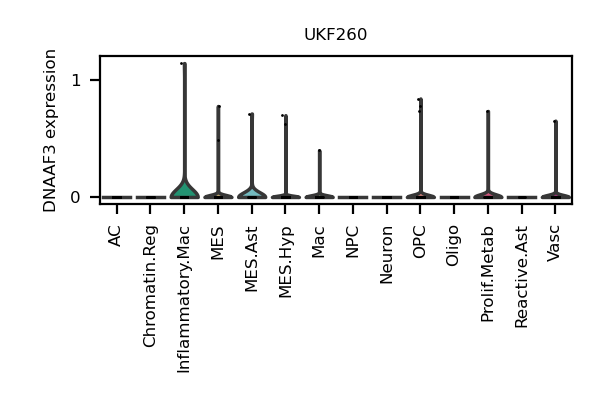 UKF260
DNAAF3 expression
1
0
AC
Chromatin.Reg
Inflammatory.Mac
MES
MES.Ast
MES.Hyp
Mac
NPC
Neuron
OPC
Oligo
Prolif.Metab
Reactive.Ast
Vasc